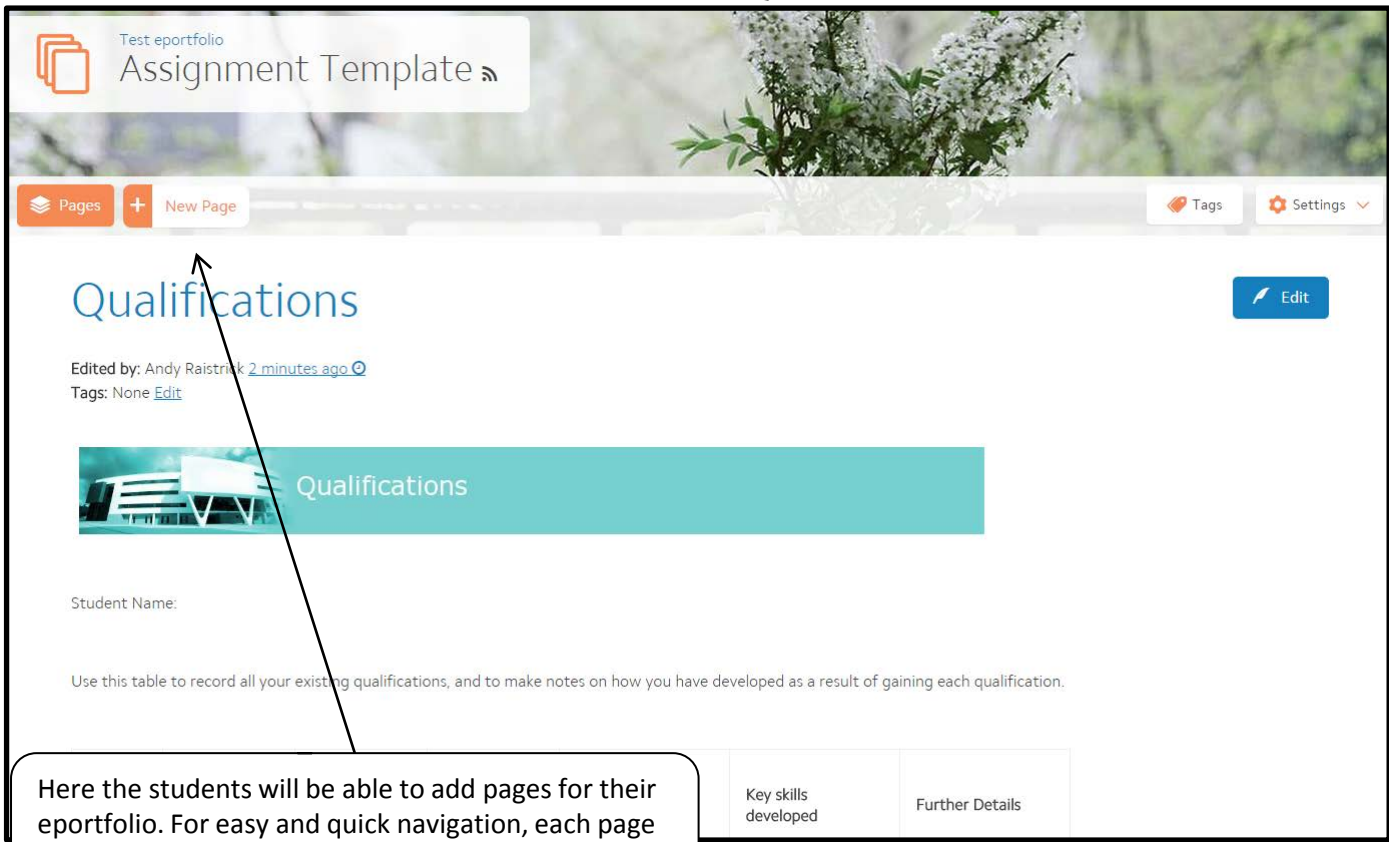 Test eportfolio
Assignment Template
Pages
+ New Page
Tags
Settings
Qualifications
Edit
Edited by: Andy Raistrick 2 minutes ago
Tags: None Edit
Qualifications
Student Name:
Use this table to record all your existing qualifications, and to make notes on how you have developed as a result of gaining each qualification.
Here the students will be able to add pages for their
eportfolio. For easy and quick navigation, each page
Key skills
developed
Further Details